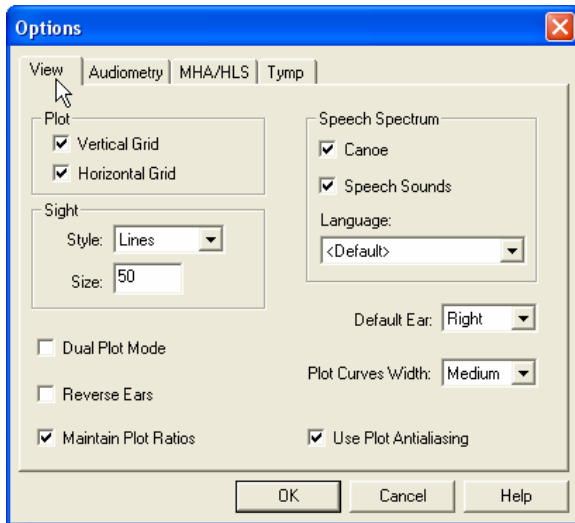 Options
View Audiometry MHA/HLS Tymp
Plot
Vertical Grid
Horizontal Grid
Sight
Style: Lines
Size: 50
Dual Plot Mode
Reverse Ears
Maintain Plot Ratios
Speech Spectrum
Canoe
Speech Sounds
Language:
<Default>
Default Ear: Right
Plot Curves Width: Medium
Use Plot Antialiasing
OK Cancel Help